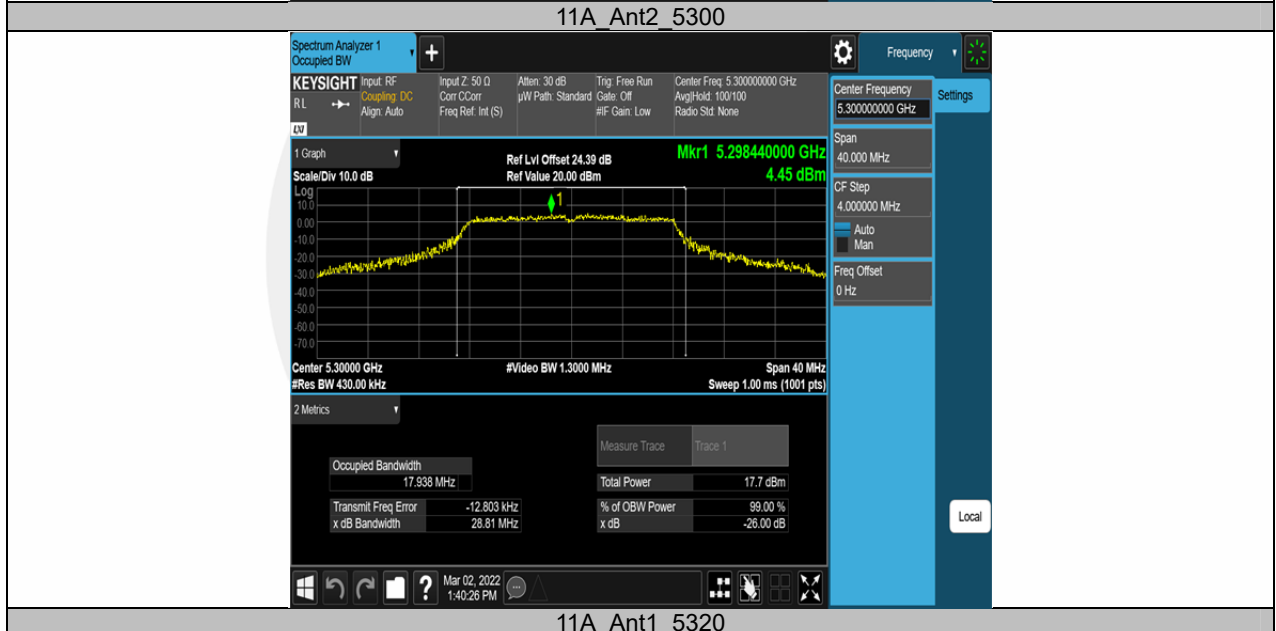 11A_Ant2_5300
Spectrum Analyzer 1
Occupied BW
Frequency
KEYSIGHT
Input: RF
Coupling: DC
Align: Auto
Input Z: 50 Ω
Corr CCorr
Freq Ref: Int (S)
Atten: 30 dB
µW Path: Standard
Trig: Free Run
Gate: Off
#IF Gain: Low
Center Freq: 5.300000000 GHz
Avg|Hold: 100/100
Radio Std: None
RL
LXI
Center Frequency
5.300000000 GHz
Settings
Span
40.000 MHz
CF Step
4.000000 MHz
Auto
Man
Freq Offset
0 Hz
1 Graph
Ref Lvl Offset 24.39 dB
Mkr1 5.298440000 GHz
Scale/Div 10.0 dB
Ref Value 20.00 dBm
4.45 dBm
Log
1
10.0
0.00
-10.0
-20.0
-30.0
-40.0
-50.0
-60.0
-70.0
Center 5.30000 GHz
#Video BW 1.3000 MHz
Span 40 MHz
#Res BW 430.00 kHz
Sweep 1.00 ms (1001 pts)
2 Metrics
Measure Trace
Trace 1
Occupied Bandwidth
17.938 MHz
Total Power
17.7 dBm
Transmit Freq Error
-12.803 kHz
% of OBW Power
99.00 %
x dB Bandwidth
28.81 MHz
x dB
-26.00 dB
Local
?
Mar 02, 2022
1:40:26 PM
11A_Ant1_5320